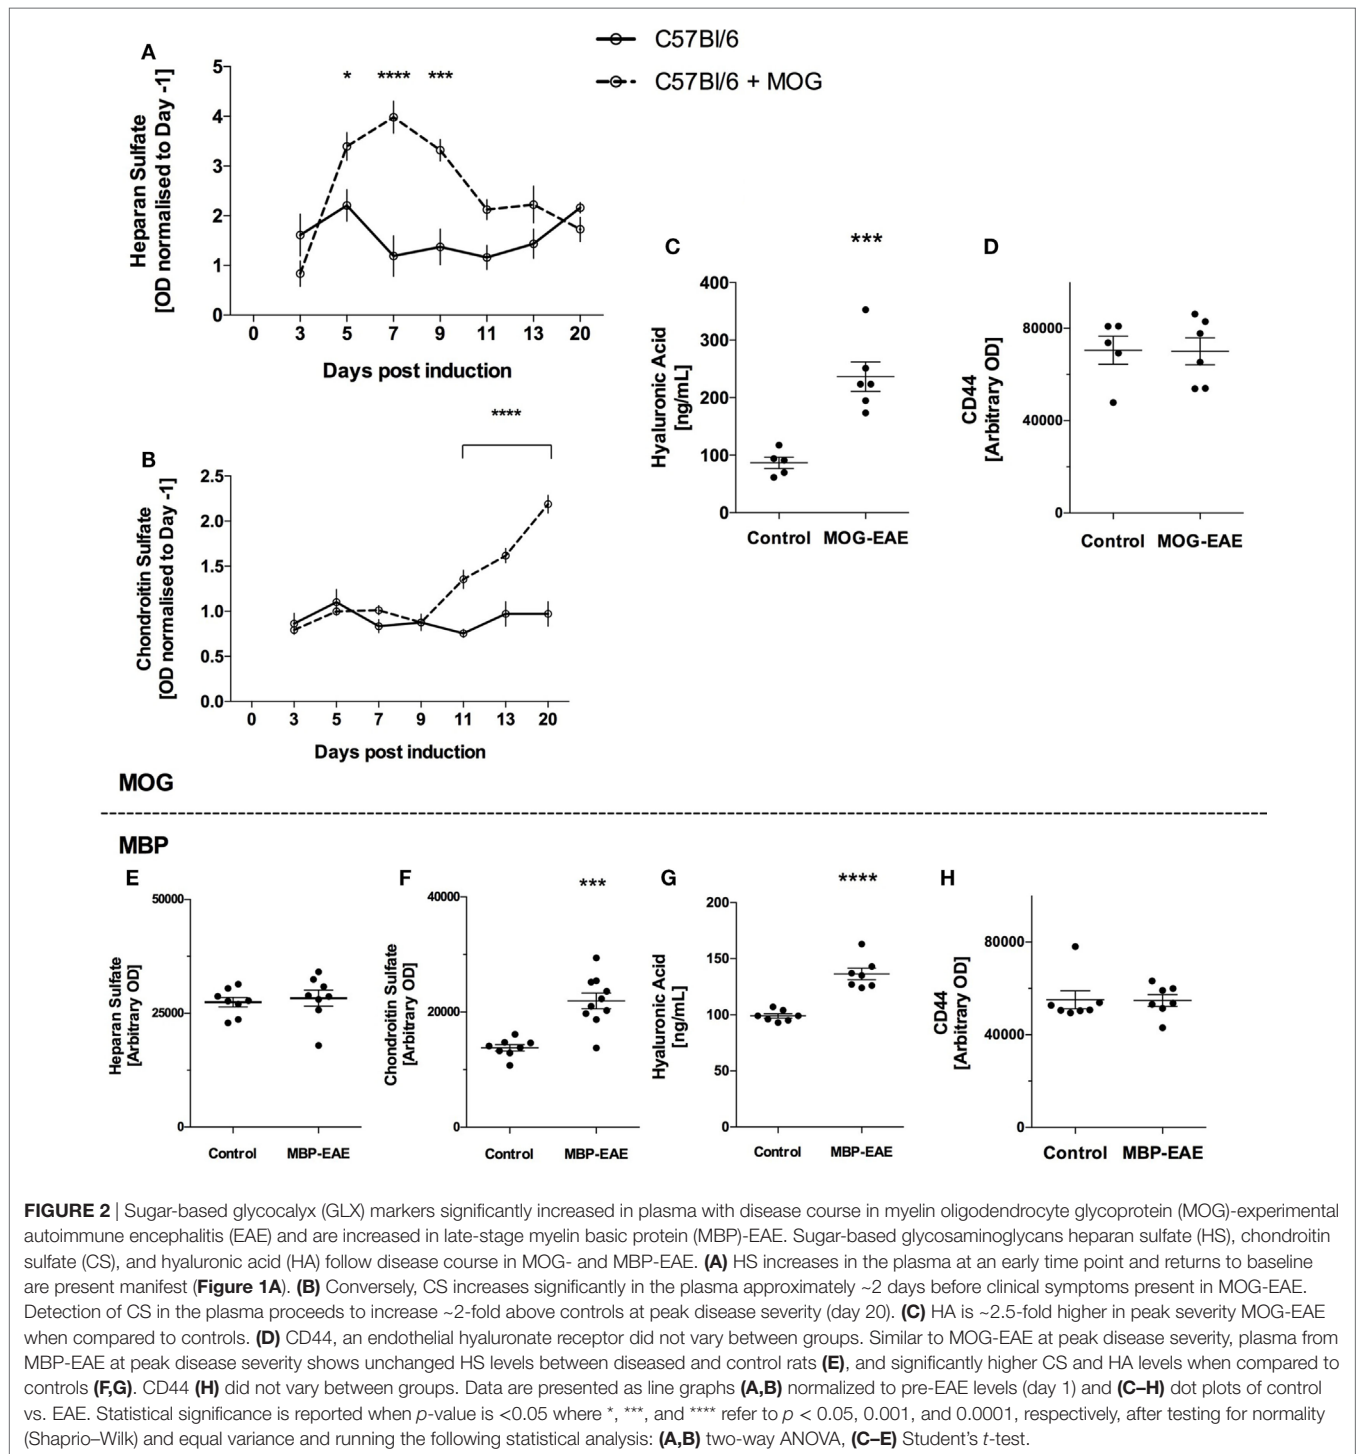 C57Bl/6
C57Bl/6 + MOG
A
* **** ***
Heparan Sulfate
[OD normalised to Day -1]
5
4
3
2
1
0
0 3 5 7 9 11 13 20
Days post induction
B
****
Chondroitin Sulfate
[OD normalised to Day -1]
2.5
2.0
1.5
1.0
0.5
0.0
0 3 5 7 9 11 13 20
Days post induction
C
***
Hyaluronic Acid
[ng/mL]
400
300
200
100
0
Control MOG-EAE
D
CD44
[Arbitrary OD]
80000
40000
0
Control MOG-EAE
MOG
MBP
E
Heparan Sulfate
[Arbitrary OD]
50000
25000
0
Control MBP-EAE
F
***
Chondroitin Sulfate
[Arbitrary OD]
40000
20000
0
Control MBP-EAE
G
****
Hyaluronic Acid
[ng/mL]
200
150
100
50
0
Control MBP-EAE
H
CD44
[Arbitrary OD]
80000
40000
0
Control MBP-EAE
FIGURE 2 | Sugar-based glycocalyx (GLX) markers significantly increased in plasma with disease course in myelin oligodendrocyte glycoprotein (MOG)-experimental
autoimmune encephalitis (EAE) and are increased in late-stage myelin basic protein (MBP)-EAE. Sugar-based glycosaminoglycans heparan sulfate (HS), chondroitin
sulfate (CS), and hyaluronic acid (HA) follow disease course in MOG- and MBP-EAE. (A) HS increases in the plasma at an early time point and returns to baseline
are present manifest (Figure 1A). (B) Conversely, CS increases significantly in the plasma approximately ~2 days before clinical symptoms present in MOG-EAE.
Detection of CS in the plasma proceeds to increase ~2-fold above controls at peak disease severity (day 20). (C) HA is ~2.5-fold higher in peak severity MOG-EAE
when compared to controls. (D) CD44, an endothelial hyaluronate receptor did not vary between groups. Similar to MOG-EAE at peak disease severity, plasma from
MBP-EAE at peak disease severity shows unchanged HS levels between diseased and control rats (E), and significantly higher CS and HA levels when compared to
controls (F,G). CD44 (H) did not vary between groups. Data are presented as line graphs (A,B) normalized to pre-EAE levels (day 1) and (C–H) dot plots of control
vs. EAE. Statistical significance is reported when p-value is <0.05 where *, ***, and **** refer to p < 0.05, 0.001, and 0.0001, respectively, after testing for normality
(Shaprio–Wilk) and equal variance and running the following statistical analysis: (A,B) two-way ANOVA, (C–E) Student's t-test.